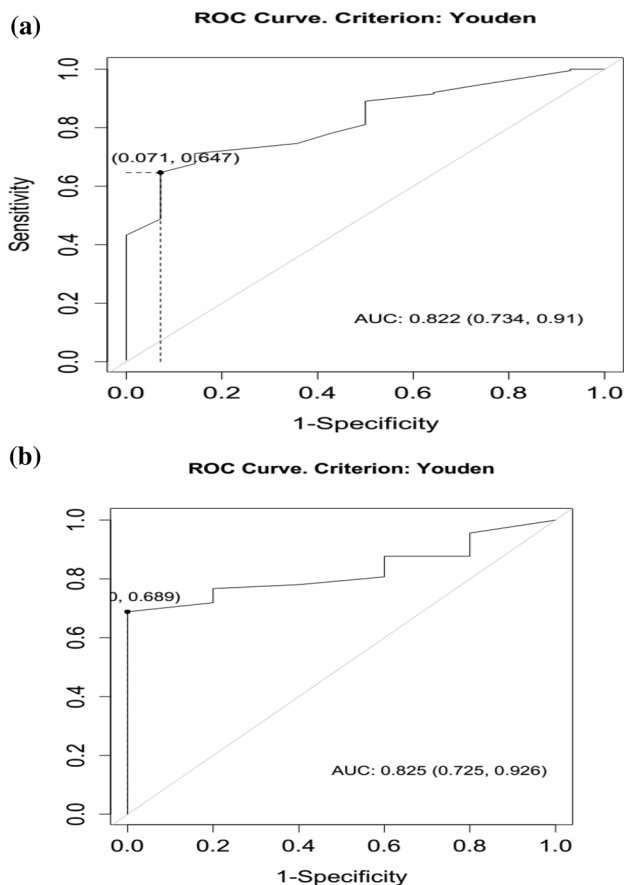 (a)
ROC Curve. Criterion: Youden
1.0
0.8
0.6
0.4
0.2
0.0
Sensitivity
(0.071, 0.647)
AUC: 0.822 (0.734, 0.91)
0.0 0.2 0.4 0.6 0.8 1.0
1-Specificity
(b)
ROC Curve. Criterion: Youden
1.0
0.8
0.6
0.4
0.2
0.0
0, 0.689)
AUC: 0.825 (0.725, 0.926)
0.0 0.2 0.4 0.6 0.8 1.0
1-Specificity